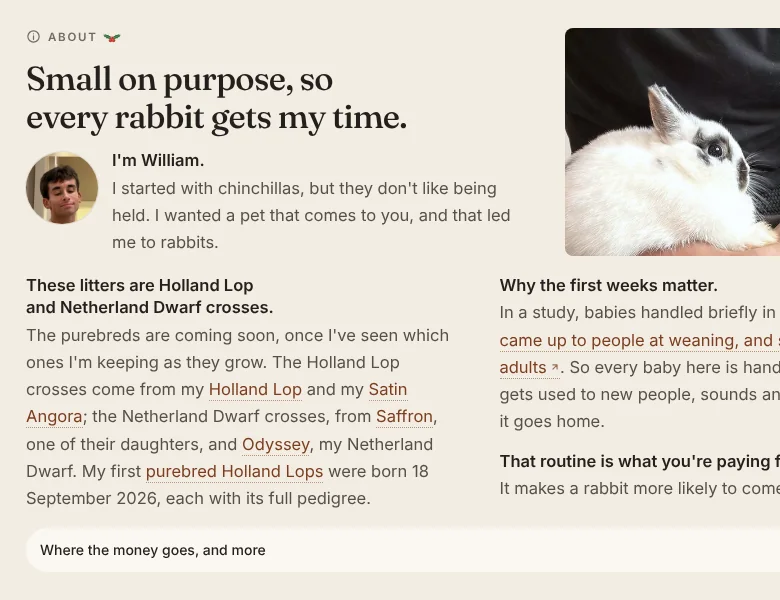 ABOUT
Small on purpose, so
every rabbit gets my time.
I'm William.
I started with chinchillas, but they don't like being
held. I wanted a pet that comes to you, and that led
me to rabbits.
These litters are Holland Lop
and Netherland Dwarf crosses.
The purebreds are coming soon, once I've seen which
ones I'm keeping as they grow. The Holland Lop
crosses come from my Holland Lop and my Satin
Angora; the Netherland Dwarf crosses, from Saffron,
one of their daughters, and Odyssey, my Netherland
Dwarf. My first purebred Holland Lops were born 18
September 2026, each with its full pedigree.
Why the first weeks matter.
In a study, babies handled briefly in
came up to people at weaning, and
adults ↗. So every baby here is hand
gets used to new people, sounds an
it goes home.
That routine is what you're paying f
It makes a rabbit more likely to come
Where the money goes, and more